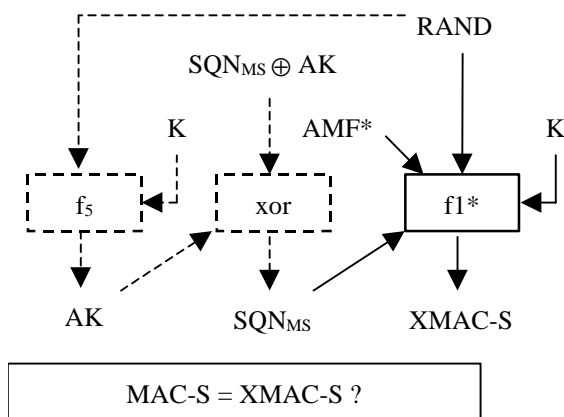 RAND
SQN_MS ⊕ AK
K AMF* K
f₅ xor f1*
AK SQN_MS XMAC-S
MAC-S = XMAC-S ?